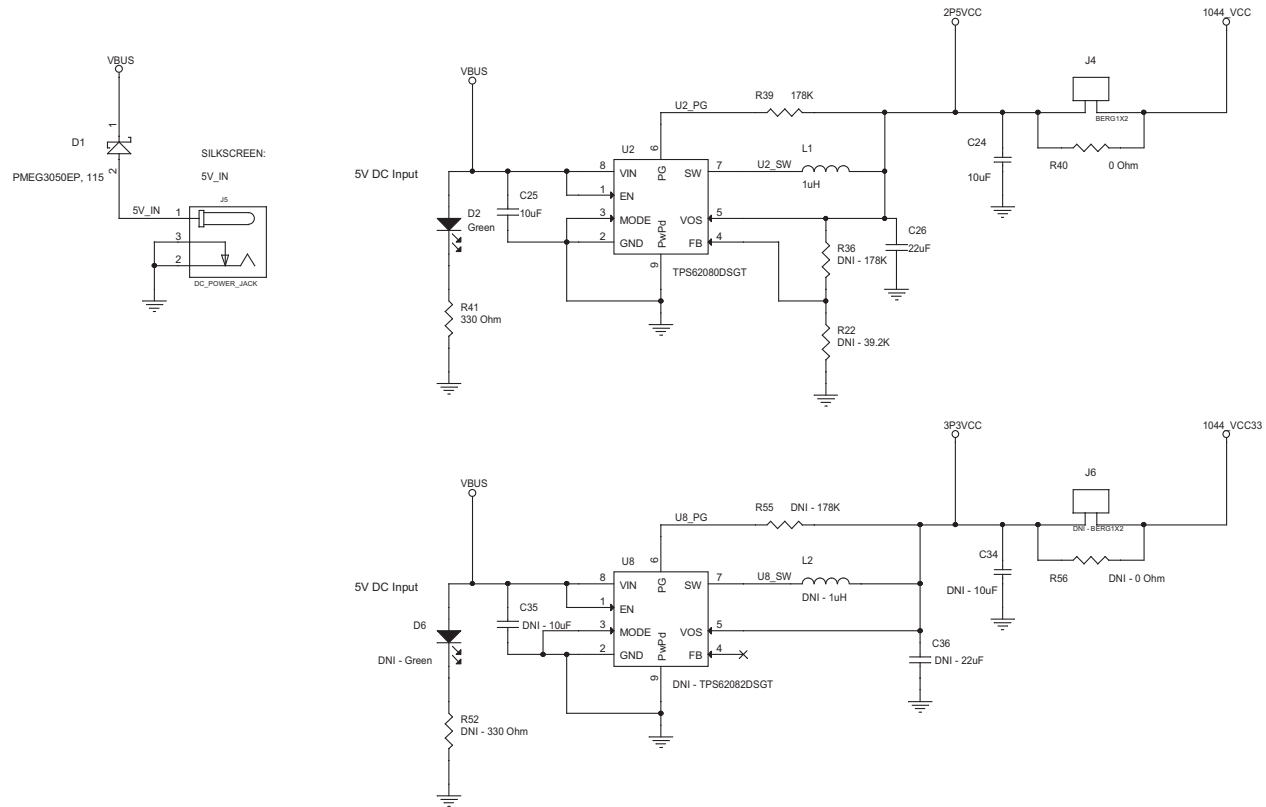 2P5VCC
1044_VCC
VBUS
VBUS
J4
R39 178K
U2_PG
BERG1X2
1
D1
2
PMEG3050EP, 115
SILKSCREEN:
5V_IN
J5
5V_IN
1
3
2
DC_POWER_JACK
5V DC Input
D2
Green
R41
330 Ohm
C25
10uF
U2
6
PG
8 VIN
1 EN
3 MODE
2 GND
SW 7
VOS 5
FB 4
PwPd
9
TPS62080DSGT
U2_SW
L1
1uH
C24
10uF
R40 0 Ohm
C26
22uF
R36
DNI - 178K
R22
DNI - 39.2K
3P3VCC
1044_VCC33
VBUS
J6
R55 DNI - 178K
U8_PG
DNI - BERG1X2
5V DC Input
D6
DNI - Green
R52
DNI - 330 Ohm
C35
DNI - 10uF
U8
6
PG
8 VIN
1 EN
3 MODE
2 GND
SW 7
VOS 5
FB 4
PwPd
9
DNI - TPS62082DSGT
U8_SW
L2
DNI - 1uH
C34
DNI - 10uF
R56 DNI - 0 Ohm
C36
DNI - 22uF